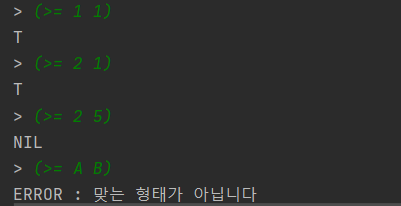 > (>= 1 1)
T
> (>= 2 1)
T
> (>= 2 5)
NIL
> (>= A B)
ERROR : 맞는 형태가 아닙니다